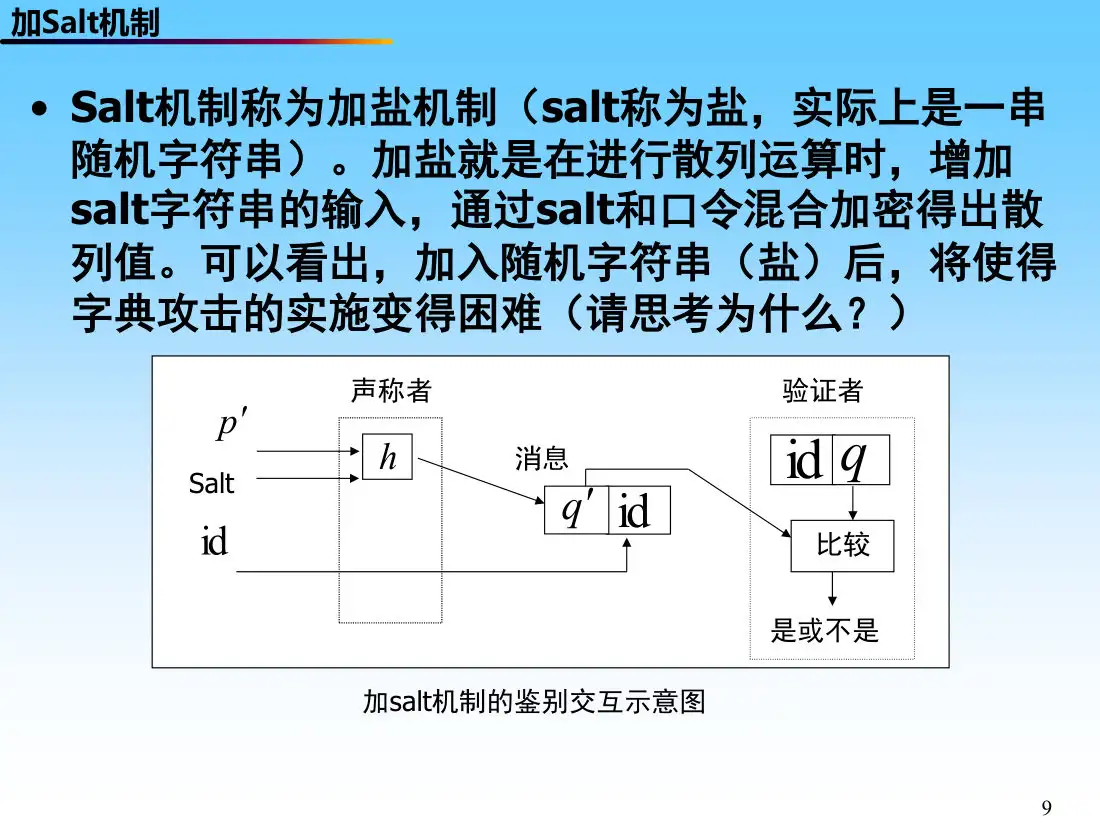 加Salt机制
• Salt机制称为加盐机制（salt称为盐，实际上是一串
随机字符串）。加盐就是在进行散列运算时，增加
salt字符串的输入，通过salt和口令混合加密得出散
列值。可以看出，加入随机字符串（盐）后，将使得
字典攻击的实施变得困难（请思考为什么？）
声称者
验证者
p′
h
消息
id q
Salt
q′ id
id
比较
是或不是
加salt机制的鉴别交互示意图
9